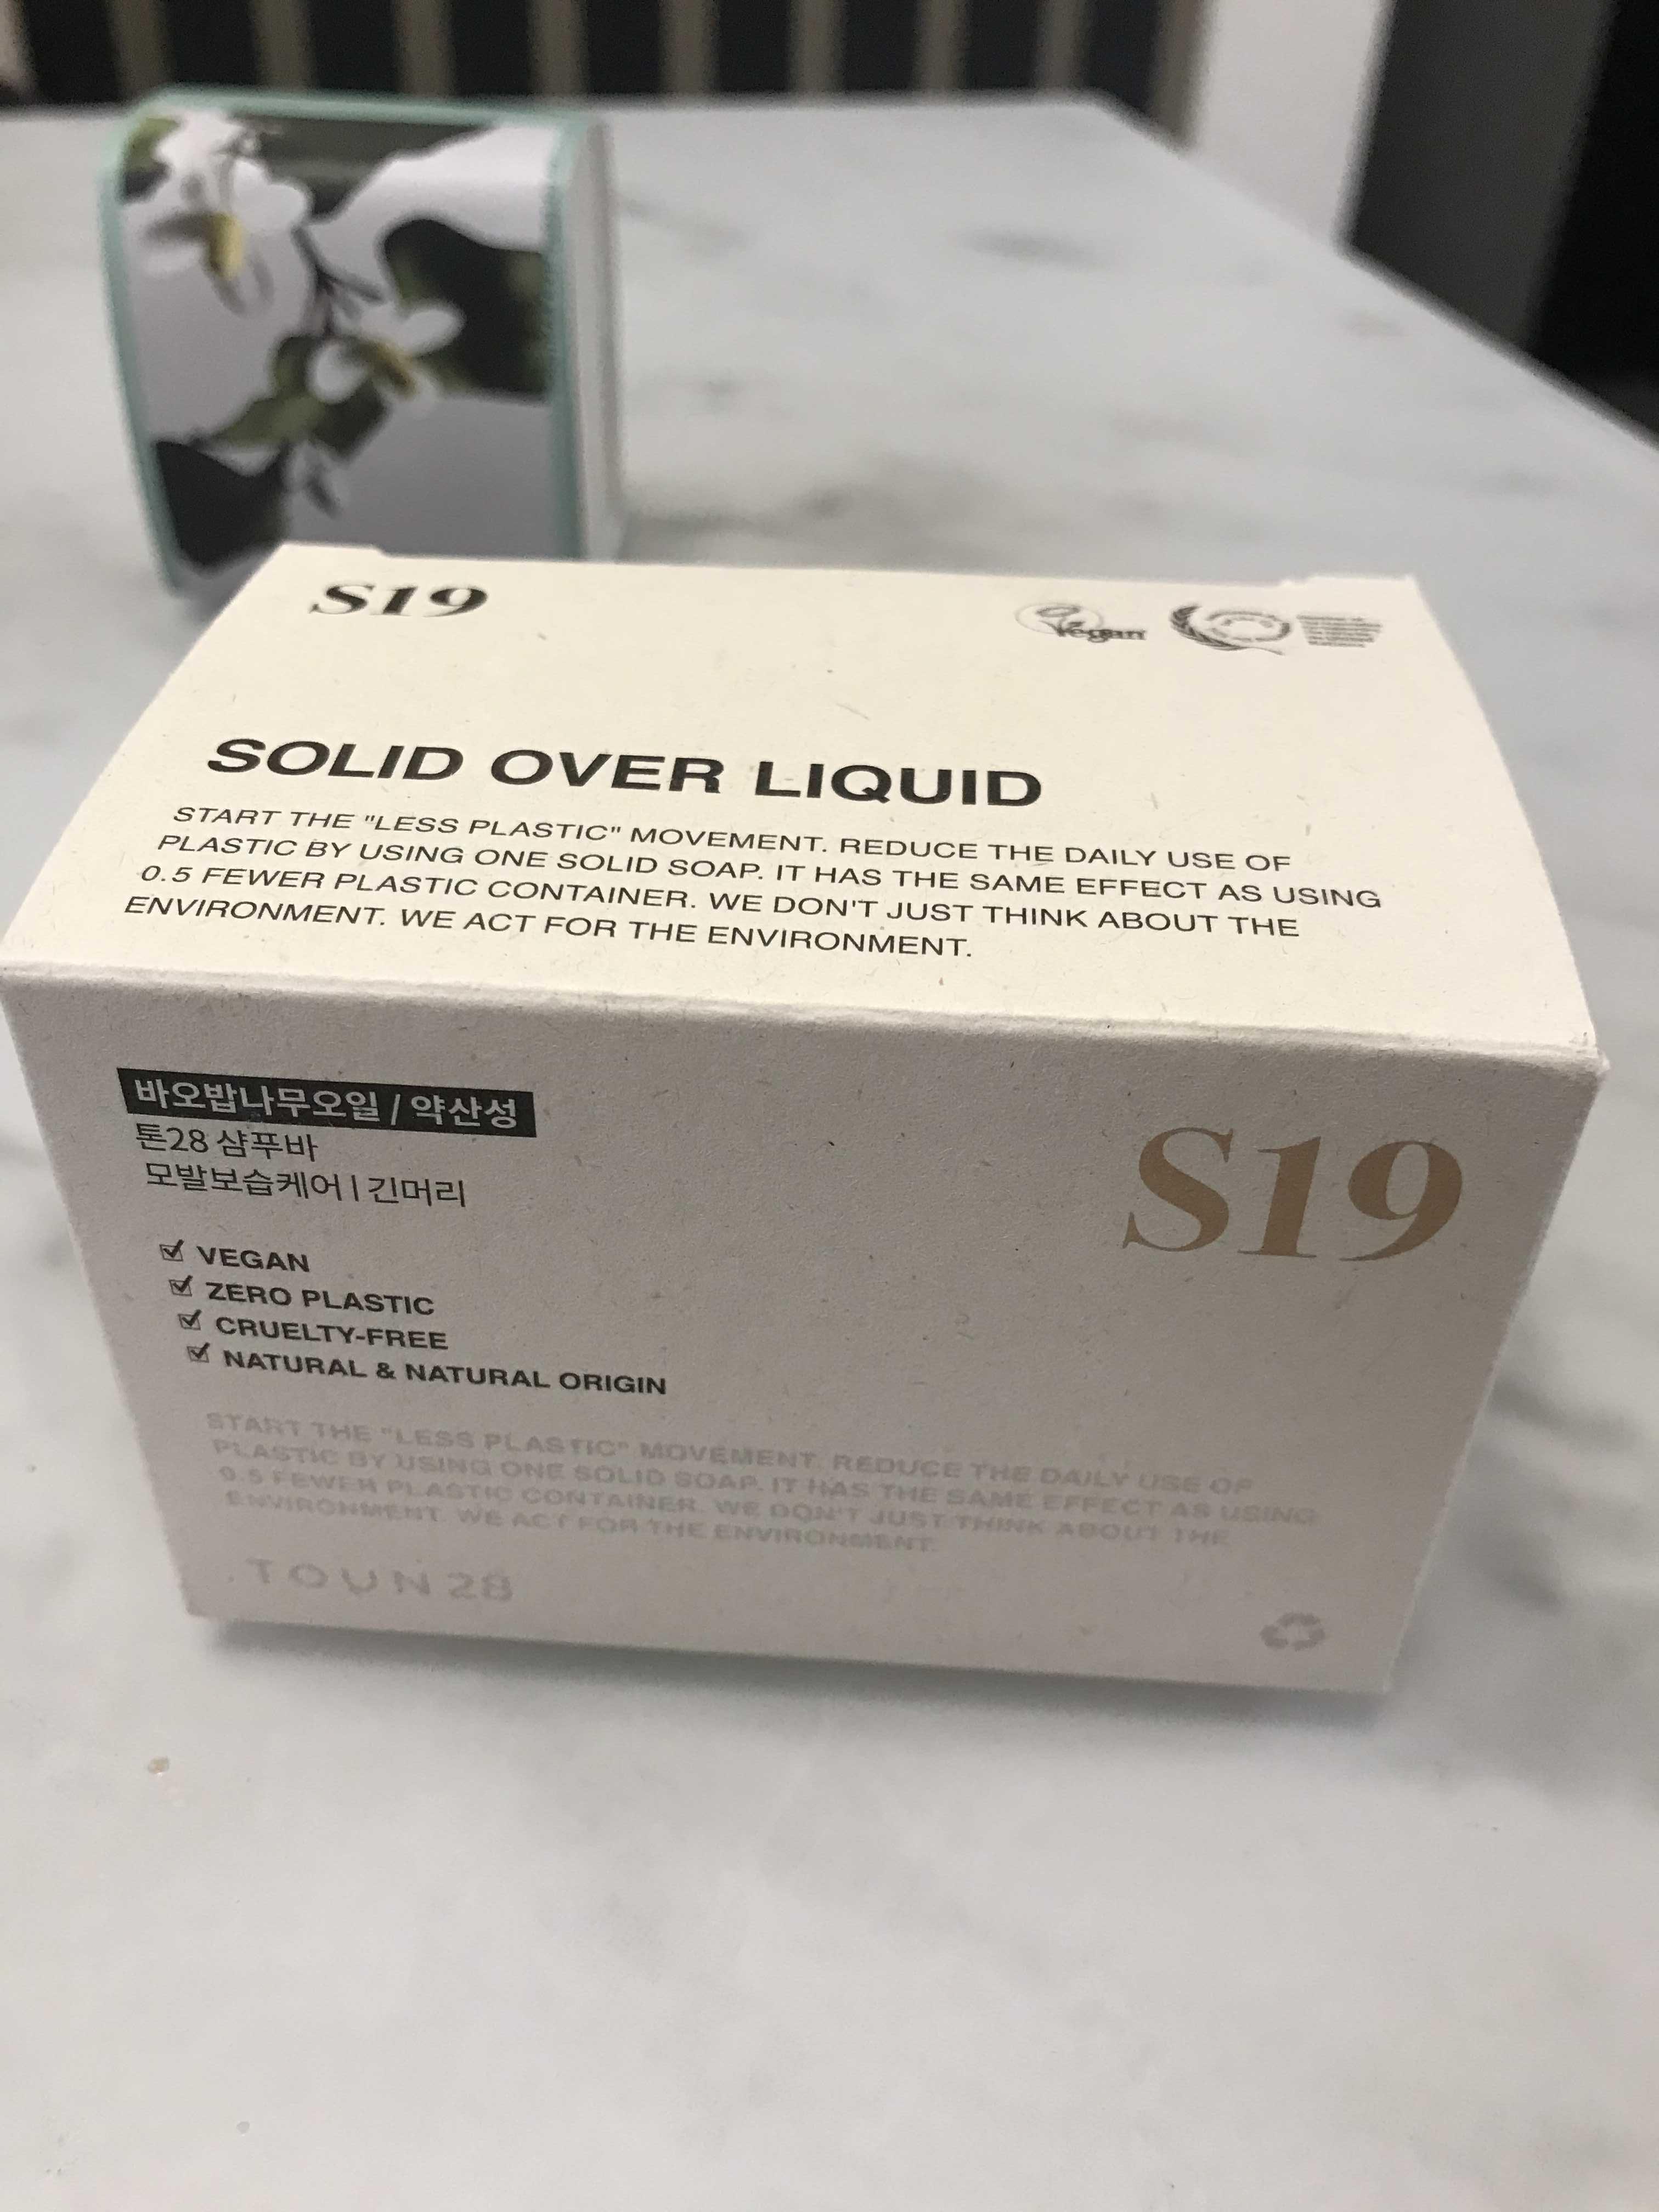 S19
Vegan
SOLID OVER LIQUID
START THE "LESS PLASTIC" MOVEMENT. REDUCE THE DAILY USE OF
PLASTIC BY USING ONE SOLID SOAP. IT HAS THE SAME EFFECT AS USING
0.5 FEWER PLASTIC CONTAINER. WE DON'T JUST THINK ABOUT THE
ENVIRONMENT. WE ACT FOR THE ENVIRONMENT.
바오밥나무오일 / 약산성
톤28 샴푸바
모발보습케어 | 긴머리
S19
VEGAN
ZERO PLASTIC
CRUELTY-FREE
NATURAL & NATURAL ORIGIN
START THE "LESS PLASTIC" MOVEMENT. REDUCE THE DAILY USE OF
PLASTIC BY USING ONE SOLID SOAP. IT HAS THE SAME EFFECT AS USING
0.5 FEWER PLASTIC CONTAINER. WE DON'T JUST THINK ABOUT THE
ENVIRONMENT. WE ACT FOR THE ENVIRONMENT.
TOUN28